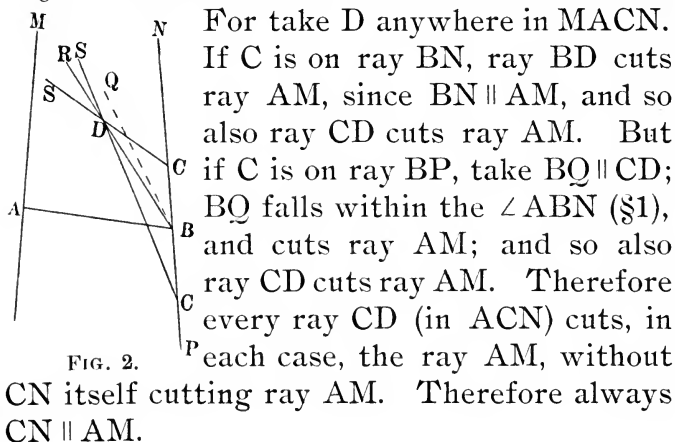 For take D anywhere in MACN.
If C is on ray BN, ray BD cuts
ray AM, since BN ∥ AM, and so
also ray CD cuts ray AM. But
if C is on ray BP, take BQ ∥ CD;
BQ falls within the ∠ABN (§1),
and cuts ray AM; and so also
ray CD cuts ray AM. Therefore
every ray CD (in ACN) cuts, in
each case, the ray AM, without
CN itself cutting ray AM. Therefore always
CN ∥ AM.
M
N
R S
Q
S
D
C
A
B
C
P
FIG. 2.